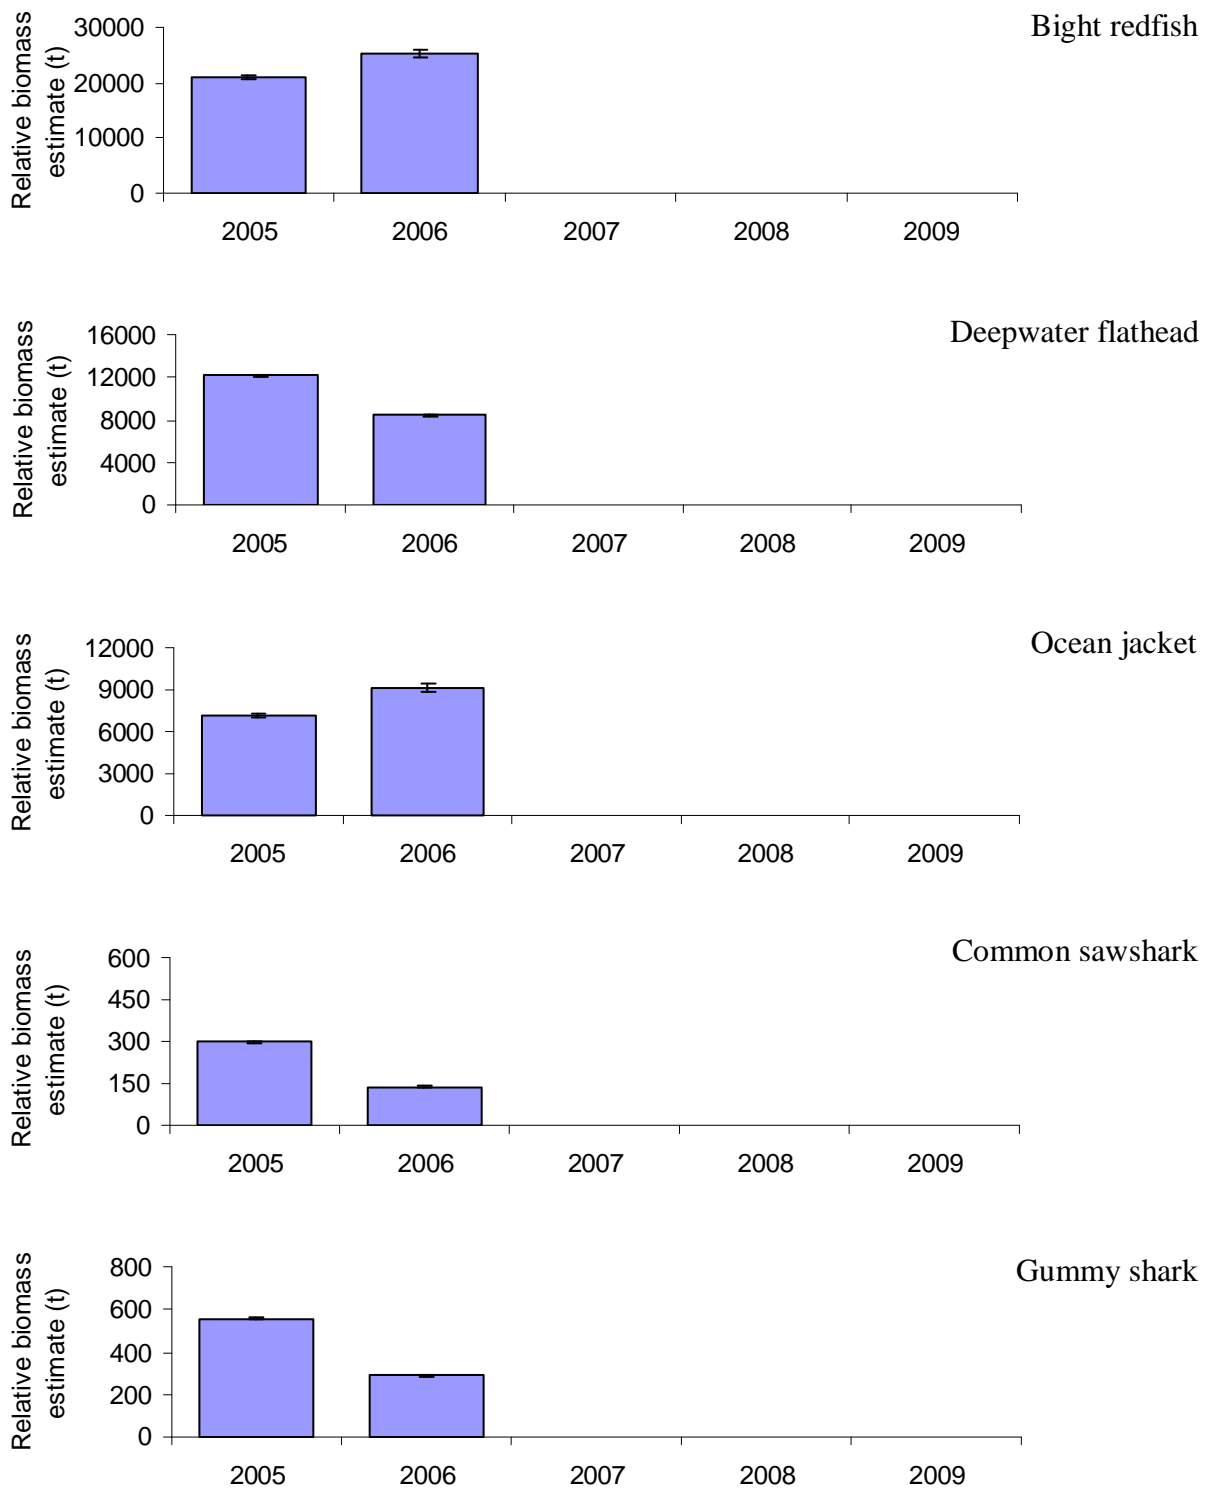 Bight redfish
Relative biomass
estimate (t)
30000
20000
10000
0
2005 2006 2007 2008 2009
Deepwater flathead
Relative biomass
estimate (t)
16000
12000
8000
4000
0
2005 2006 2007 2008 2009
Ocean jacket
Relative biomass
estimate (t)
12000
9000
6000
3000
0
2005 2006 2007 2008 2009
Common sawshark
Relative biomass
estimate (t)
600
450
300
150
0
2005 2006 2007 2008 2009
Gummy shark
Relative biomass
estimate (t)
800
600
400
200
0
2005 2006 2007 2008 2009